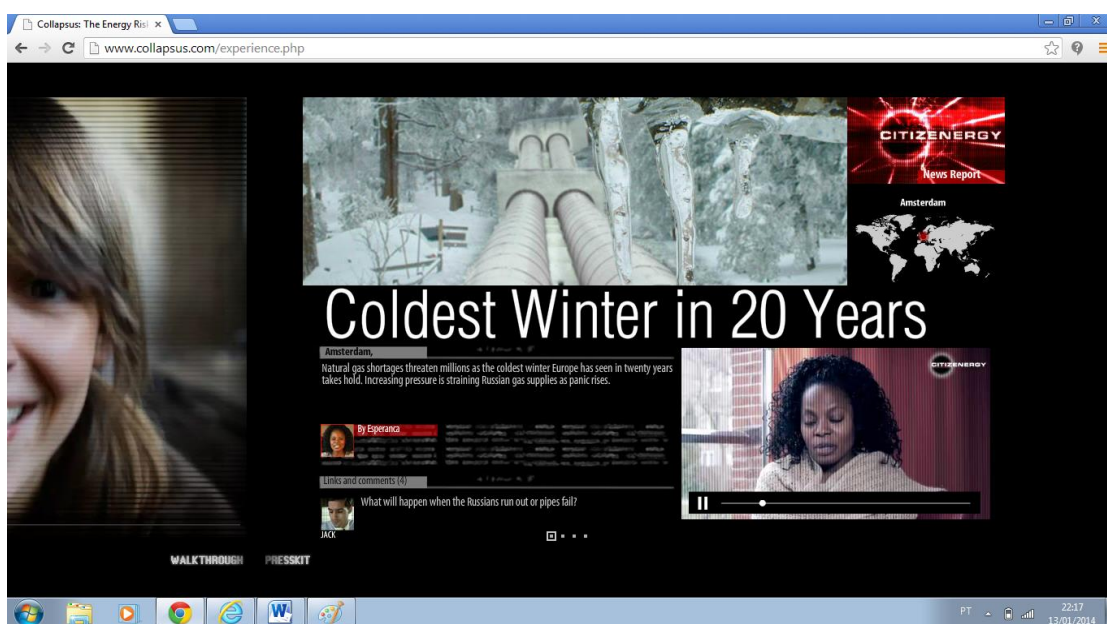 Collapsus: The Energy Ris
www.collapsus.com/experience.php
CITIZENERGY
News Report
Amsterdam
Coldest Winter in 20 Years
Amsterdam,
Natural gas shortages threaten millions as the coldest winter Europe has seen in twenty years
takes hold. Increasing pressure is straining Russian gas supplies as panic rises.
CITIZENERGY
By Esperanca
Links and comments (4)
What will happen when the Russians run out or pipes fail?
JACK
WALKTHROUGH PRESSKIT
PT 22:17
13/01/2014